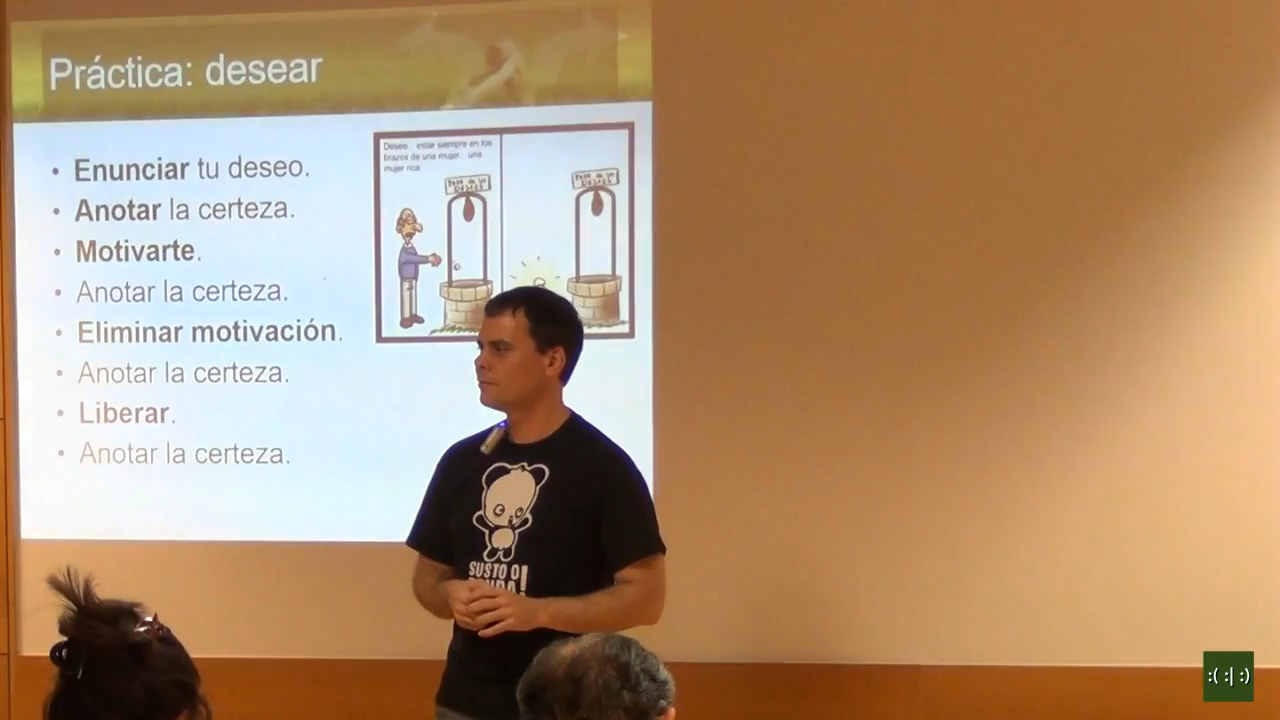 Práctica: desear
• Enunciar tu deseo.
• Anotar la certeza.
• Motivarte.
• Anotar la certeza.
• Eliminar motivación.
• Anotar la certeza.
• Liberar.
• Anotar la certeza.
Deseo estar siempre en los
brazos de una mujer una
mujer rica
SUSTO O
:( :| :)